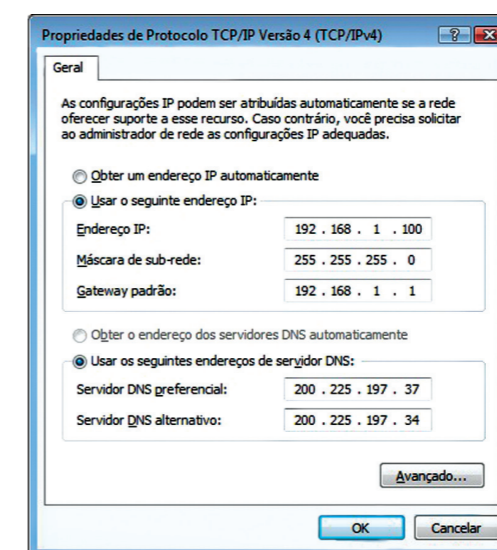 Propriedades de Protocolo TCP/IP Versão 4 (TCP/IPv4)
Geral
As configurações IP podem ser atribuídas automaticamente se a rede
oferecer suporte a esse recurso. Caso contrário, você precisa solicitar
ao administrador de rede as configurações IP adequadas.
Obter um endereço IP automaticamente
Usar o seguinte endereço IP:
Endereço IP: 192 . 168 . 1 . 100
Máscara de sub-rede: 255 . 255 . 255 . 0
Gateway padrão: 192 . 168 . 1 . 1
Obter o endereço dos servidores DNS automaticamente
Usar os seguintes endereços de servidor DNS:
Servidor DNS preferencial: 200 . 225 . 197 . 37
Servidor DNS alternativo: 200 . 225 . 197 . 34
Avançado...
OK Cancelar